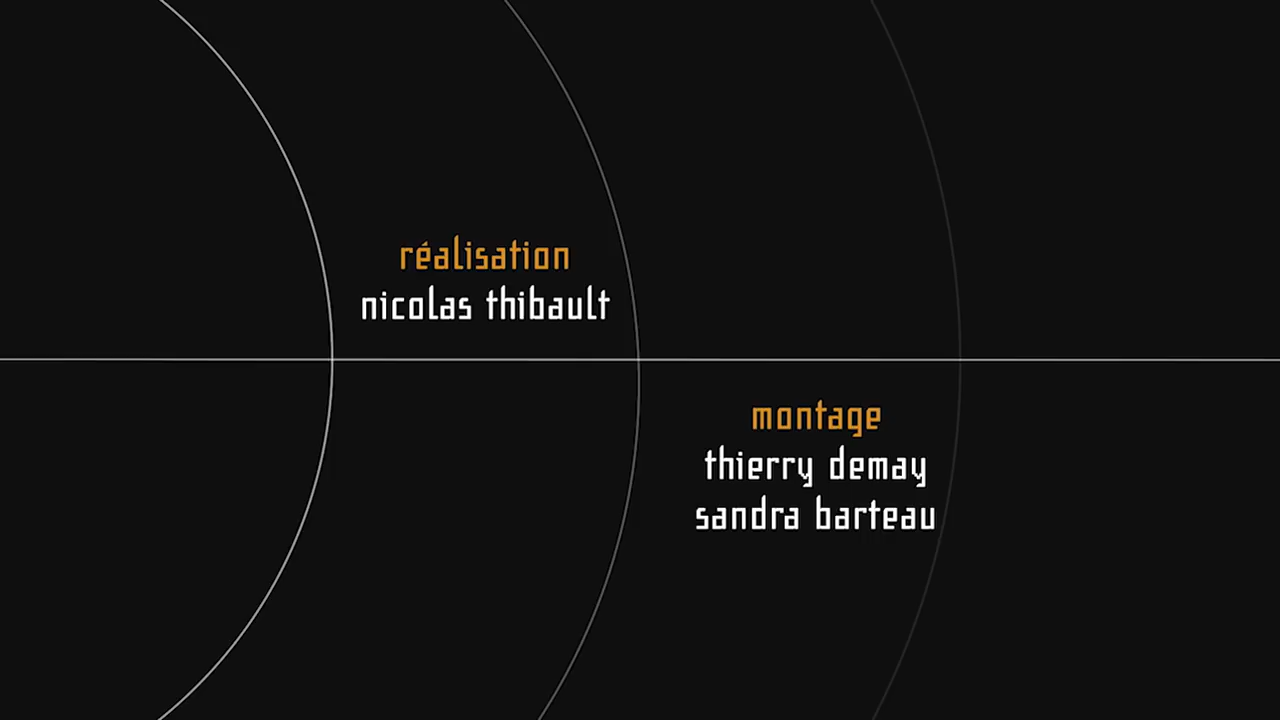 réalisation
nicolas thibault
montage
thierry demay
sandra barteau